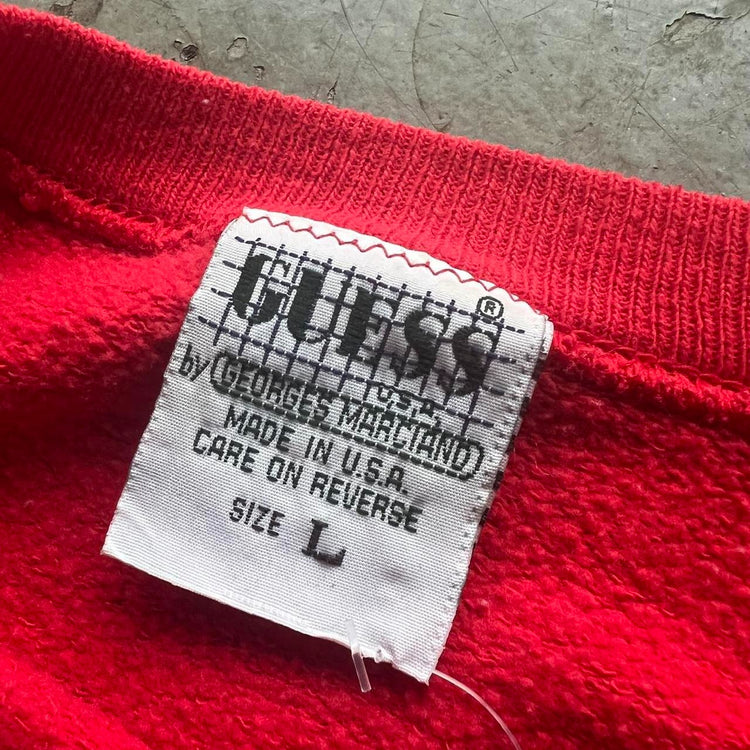 GUESS®
U.S.A.
by GEORGES MARCIANO
MADE IN U.S.A.
CARE ON REVERSE
SIZE L